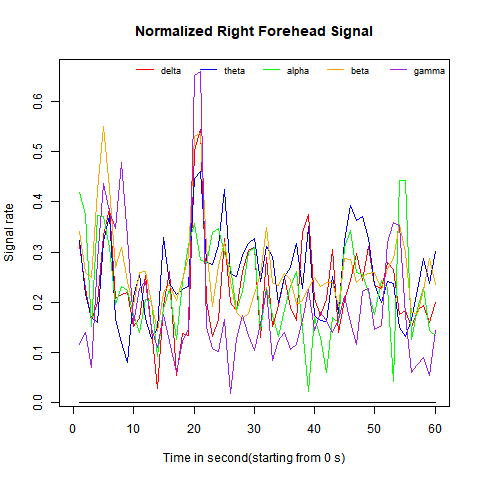 Normalized Right Forehead Signal
delta theta alpha beta gamma
Signal rate
0.6
0.5
0.4
0.3
0.2
0.1
0.0
0 10 20 30 40 50 60
Time in second(starting from 0 s)